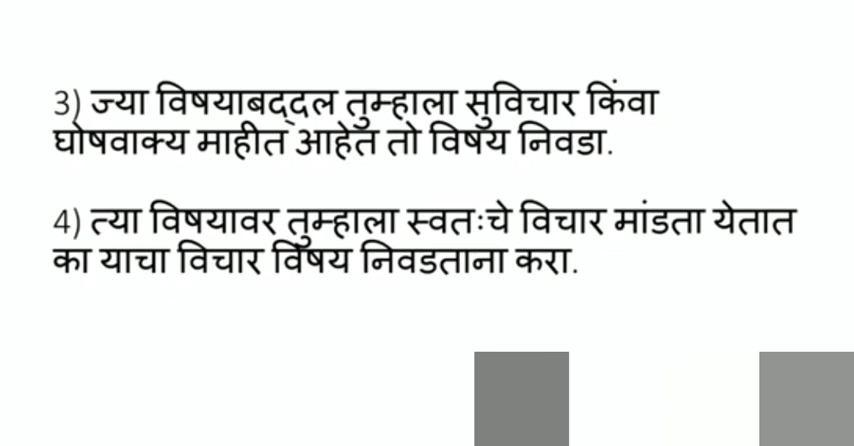 3) ज्या विषयाबद्दल तुम्हाला सुविचार किंवा
घोषवाक्य माहीत आहेत तो विषय निवडा.
4) त्या विषयावर तुम्हाला स्वतःचे विचार मांडता येतात
का याचा विचार विषय निवडताना करा.